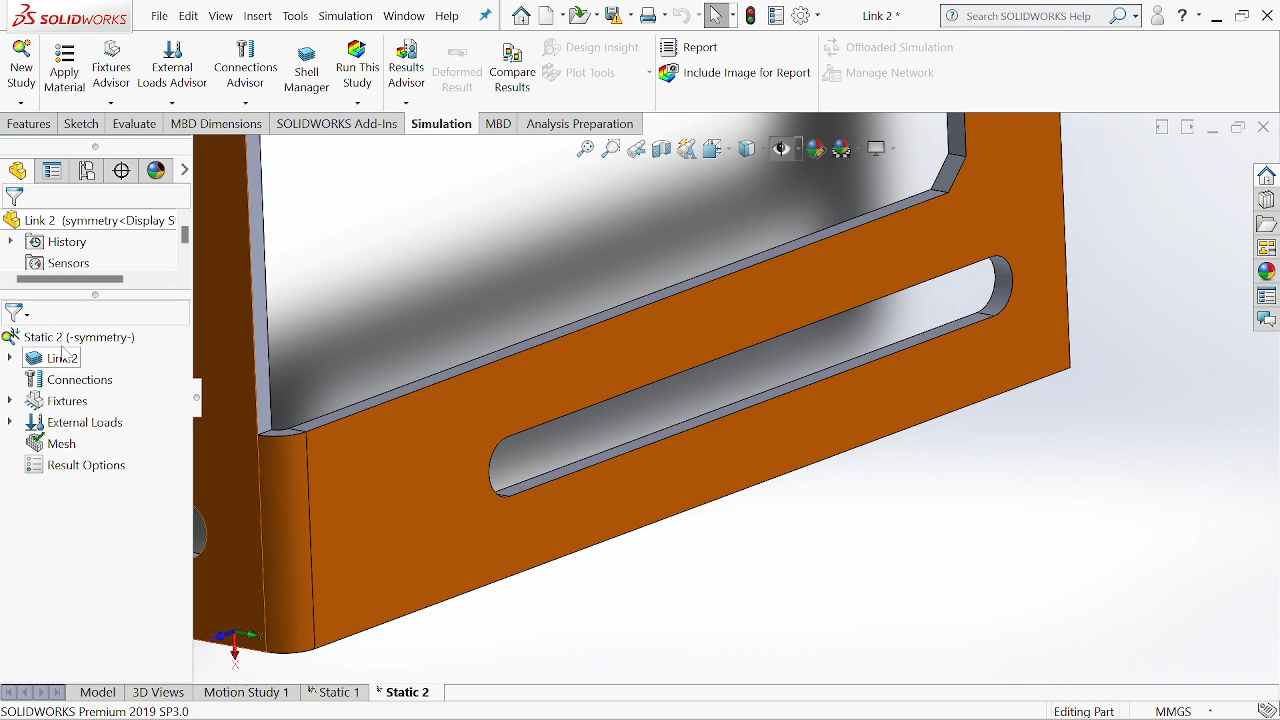 SOLIDWORKS File Edit View Insert Tools Simulation Window Help Link 2 * Search SOLIDWORKS Help ?
New Study
Apply Material
Fixtures Advisor
External Loads Advisor
Connections Advisor
Shell Manager
Run This Study
Results Advisor
Deformed Result
Compare Results
Design Insight
Plot Tools
Report
Include Image for Report
Offloaded Simulation
Manage Network
Features Sketch Evaluate MBD Dimensions SOLIDWORKS Add-Ins Simulation MBD Analysis Preparation
Link 2 (symmetry<Display S
History
Sensors
Static 2 (-symmetry-)
Link 2
Connections
Fixtures
External Loads
Mesh
Result Options
Y
X
Model 3D Views Motion Study 1 Static 1 Static 2
SOLIDWORKS Premium 2019 SP3.0 Editing Part MMGS